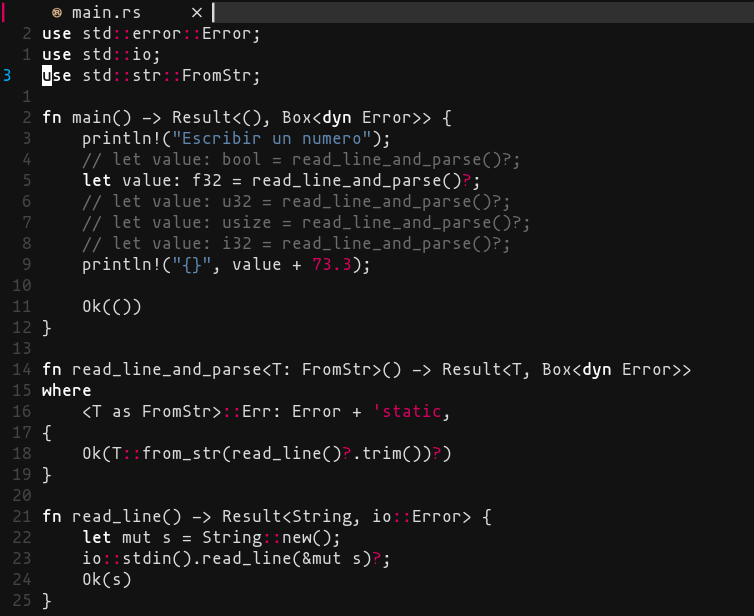 main.rs ×
2 use std::error::Error;
1 use std::io;
3 use std::str::FromStr;
1
2 fn main() -> Result<(), Box<dyn Error>> {
3     println!("Escribir un numero");
4     // let value: bool = read_line_and_parse()?;
5     let value: f32 = read_line_and_parse()?;
6     // let value: u32 = read_line_and_parse()?;
7     // let value: usize = read_line_and_parse()?;
8     // let value: i32 = read_line_and_parse()?;
9     println!("{}", value + 73.3);
10
11     Ok(())
12 }
13
14 fn read_line_and_parse<T: FromStr>() -> Result<T, Box<dyn Error>>
15 where
16     <T as FromStr>::Err: Error + 'static,
17 {
18     Ok(T::from_str(read_line()?.trim())?)
19 }
20
21 fn read_line() -> Result<String, io::Error> {
22     let mut s = String::new();
23     io::stdin().read_line(&mut s)?;
24     Ok(s)
25 }